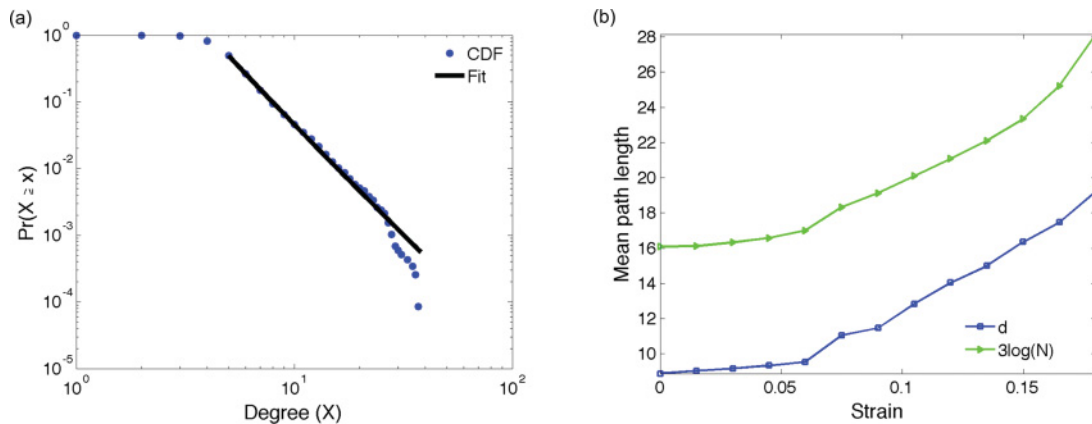 (a)
10^0
10^-1
10^-2
10^-3
10^-4
10^-5
Pr(X ≥ x)
10^0
10^1
10^2
Degree (X)
CDF
Fit
(b)
28
26
24
22
20
18
16
14
12
10
Mean path length
0
0.05
0.1
0.15
Strain
d
3log(N)